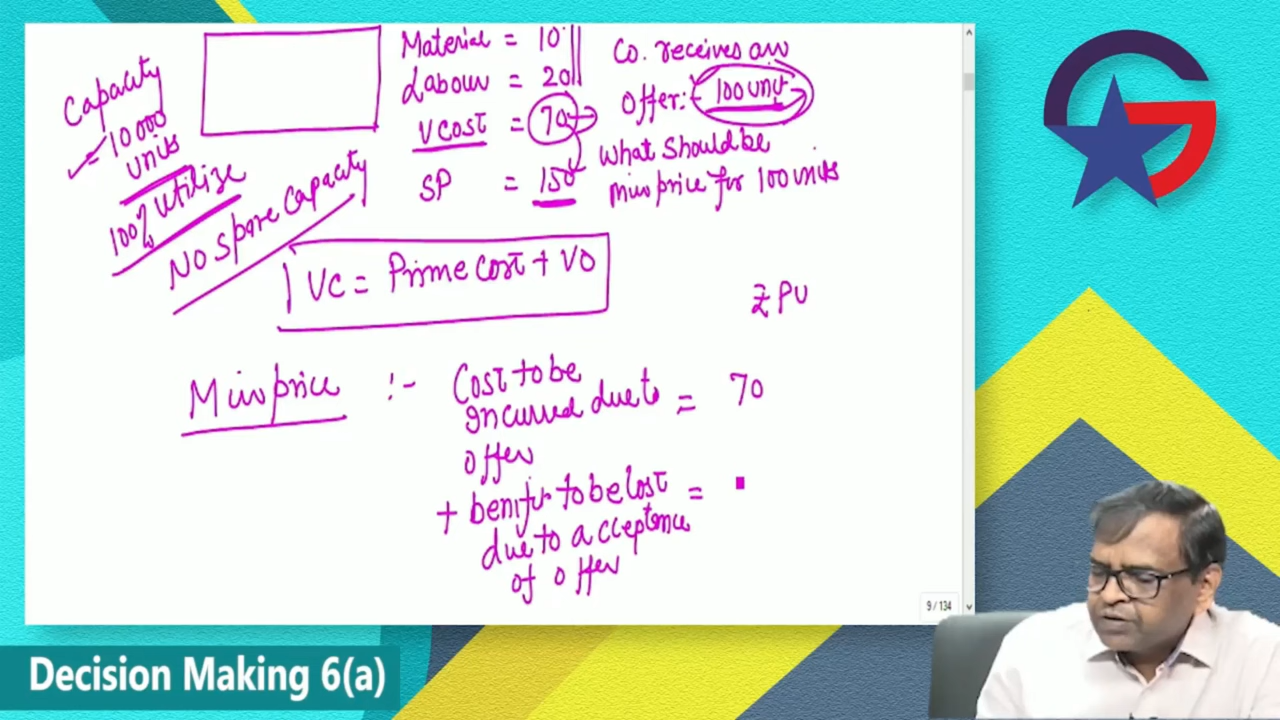 Capacity
= 10000
units
100% Utilize
No Spare Capacity
Material = 10
Labour = 20
V COST = 70
SP = 150
Co. receives an
Offer:- 100 unit
What should be
Min price for 100 units
VC = Prime cost + VO
₹ PU
Min price :- Cost to be
Incurred due to = 70
offer
+ benifit to be lost =
due to acceptence
of offer
9 / 134
Decision Making 6(a)